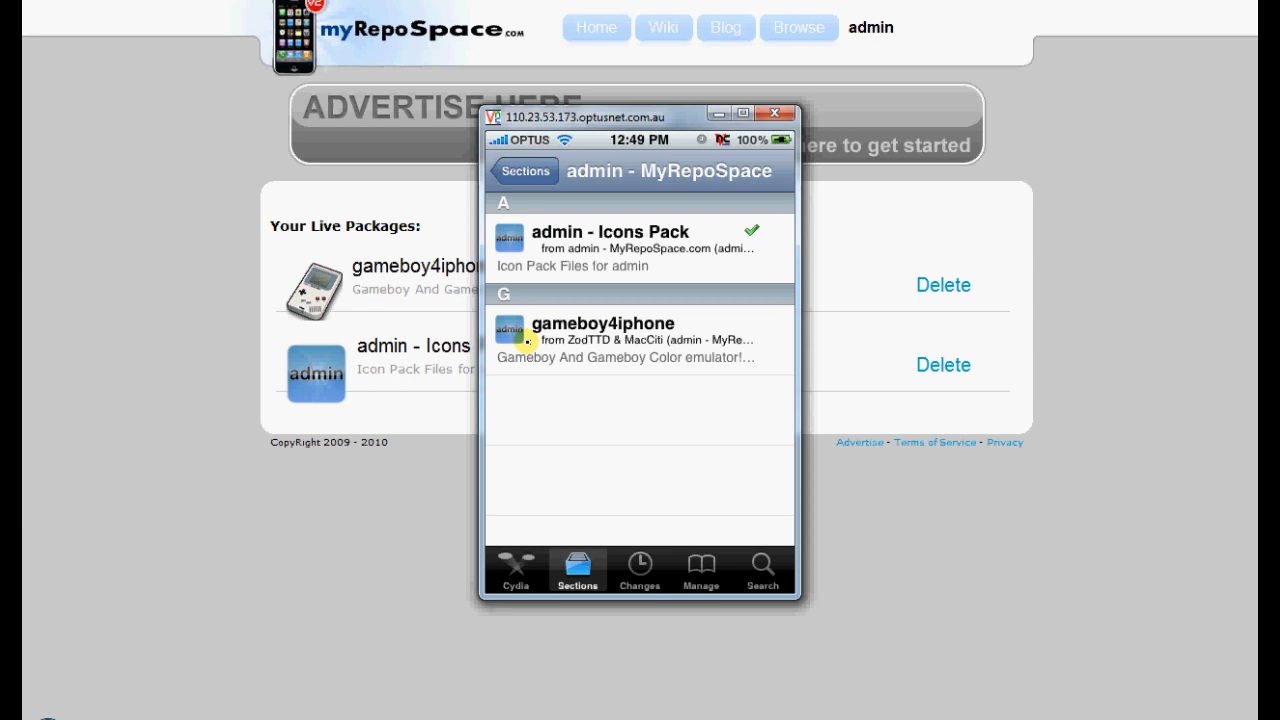 V2
myRepoSpace.com
Home
Wiki
Blog
Browse
admin
ADVERTISE HERE
here to get started
110.23.53.173.optusnet.com.au
OPTUS
12:49 PM
100%
Sections
admin - MyRepoSpace
A
admin
admin - Icons Pack
from admin - MyRepoSpace.com (admi...
Icon Pack Files for admin
G
admin
gameboy4iphone
from ZodTTD & MacCiti (admin - MyRe...
Gameboy And Gameboy Color emulator!...
Cydia
Sections
Changes
Manage
Search
Your Live Packages:
gameboy4ipho
Gameboy And Game
Delete
admin
admin - Icons
Icon Pack Files for
Delete
CopyRight 2009 - 2010
Advertise - Terms of Service - Privacy